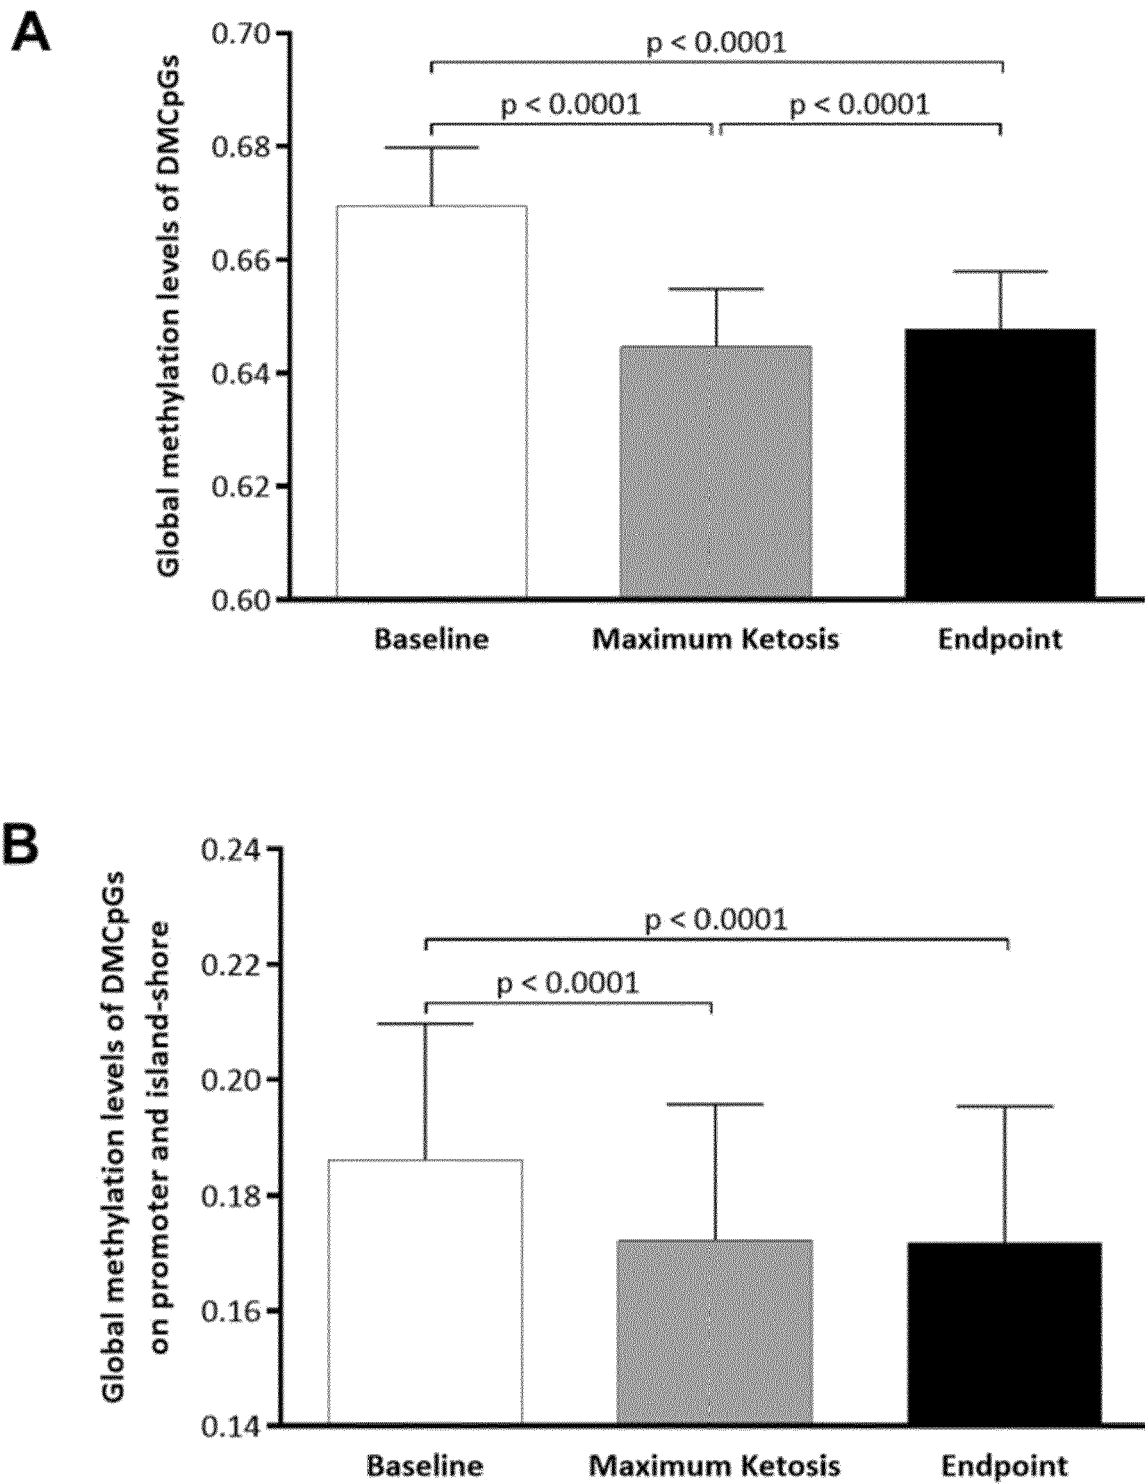 A
Global methylation levels of DMCpGs
0.70
0.68
0.66
0.64
0.62
0.60
p < 0.0001
p < 0.0001 p < 0.0001
Baseline Maximum Ketosis Endpoint
B
Global methylation levels of DMCpGs
on promoter and island-shore
0.24
0.22
0.20
0.18
0.16
0.14
p < 0.0001
p < 0.0001
Baseline Maximum Ketosis Endpoint